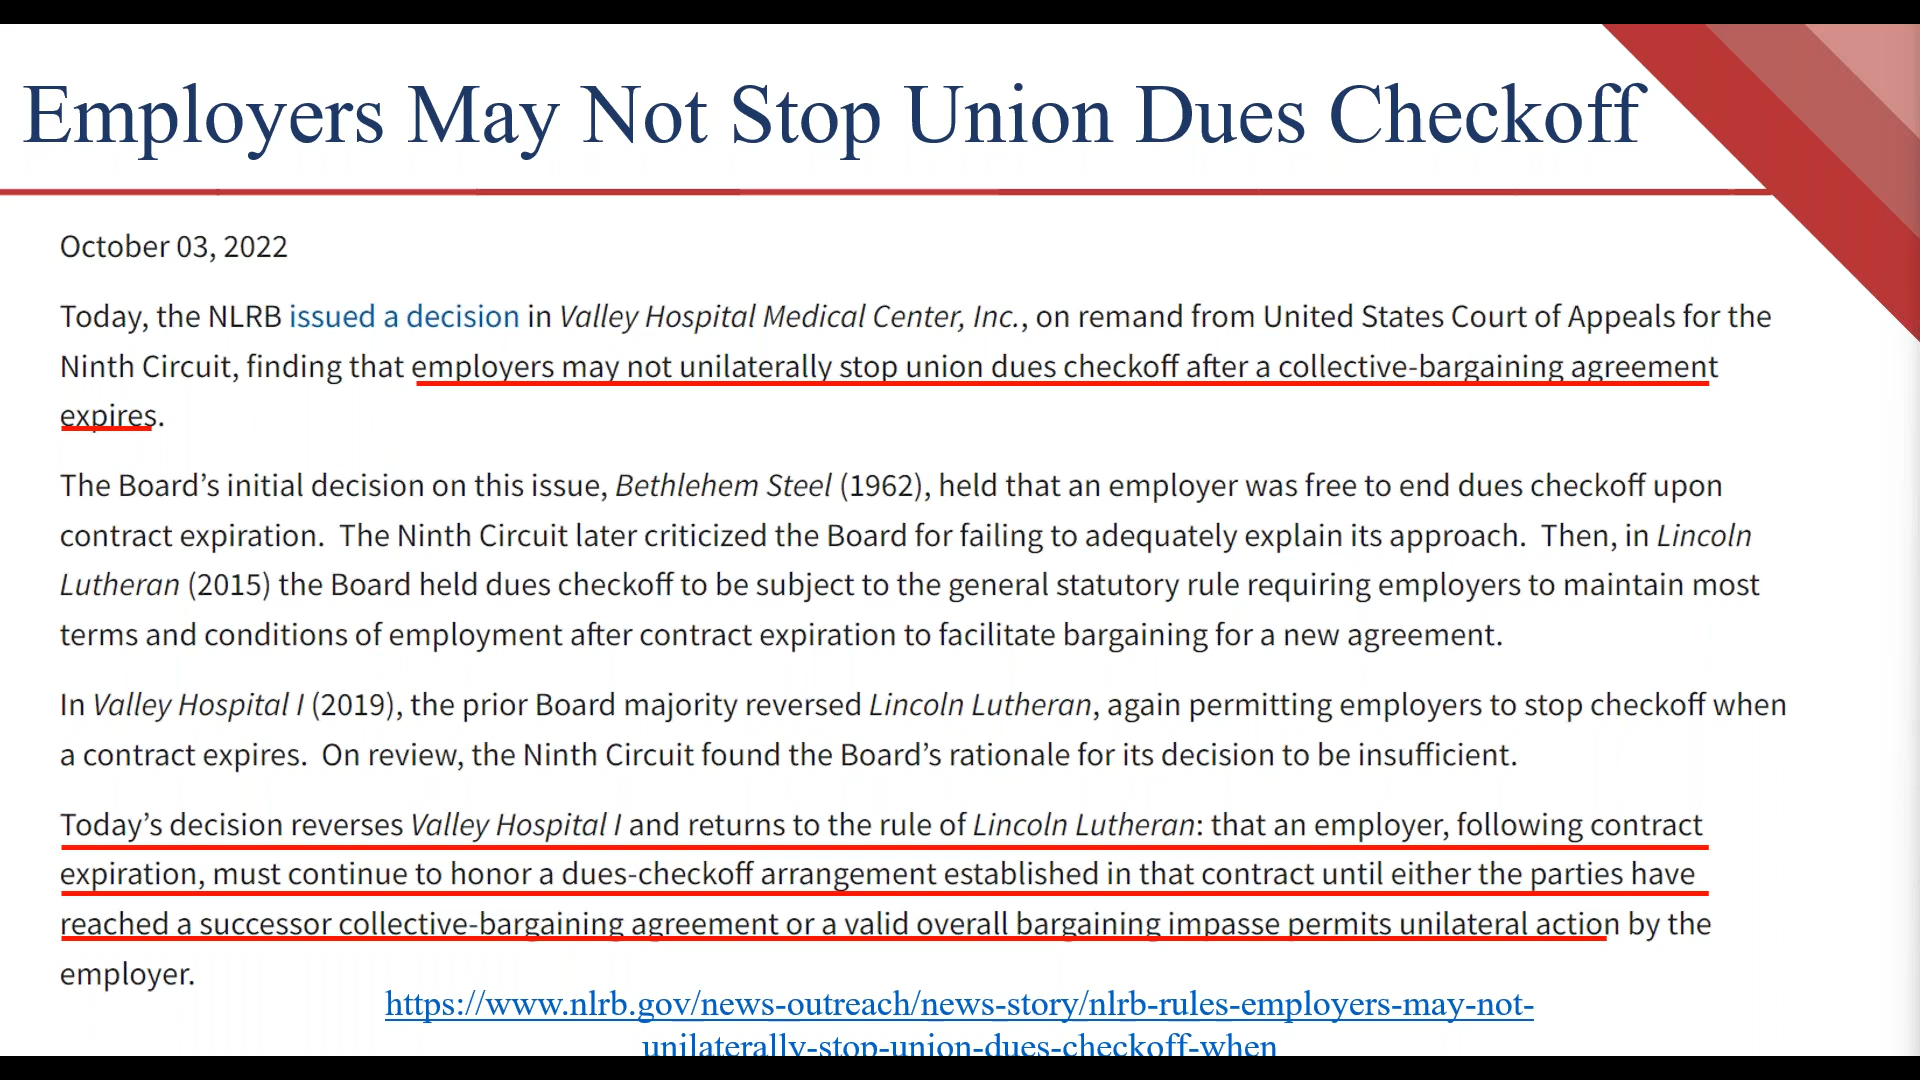 Employers May Not Stop Union Dues Checkoff
October 03, 2022
Today, the NLRB issued a decision in Valley Hospital Medical Center, Inc., on remand from United States Court of Appeals for the
Ninth Circuit, finding that employers may not unilaterally stop union dues checkoff after a collective-bargaining agreement
expires.
The Board’s initial decision on this issue, Bethlehem Steel (1962), held that an employer was free to end dues checkoff upon
contract expiration.  The Ninth Circuit later criticized the Board for failing to adequately explain its approach.  Then, in Lincoln
Lutheran (2015) the Board held dues checkoff to be subject to the general statutory rule requiring employers to maintain most
terms and conditions of employment after contract expiration to facilitate bargaining for a new agreement.
In Valley Hospital I (2019), the prior Board majority reversed Lincoln Lutheran, again permitting employers to stop checkoff when
a contract expires.  On review, the Ninth Circuit found the Board’s rationale for its decision to be insufficient.
Today’s decision reverses Valley Hospital I and returns to the rule of Lincoln Lutheran: that an employer, following contract
expiration, must continue to honor a dues-checkoff arrangement established in that contract until either the parties have
reached a successor collective-bargaining agreement or a valid overall bargaining impasse permits unilateral action by the
employer.
https://www.nlrb.gov/news-outreach/news-story/nlrb-rules-employers-may-not-
unilaterally-stop-union-dues-checkoff-when